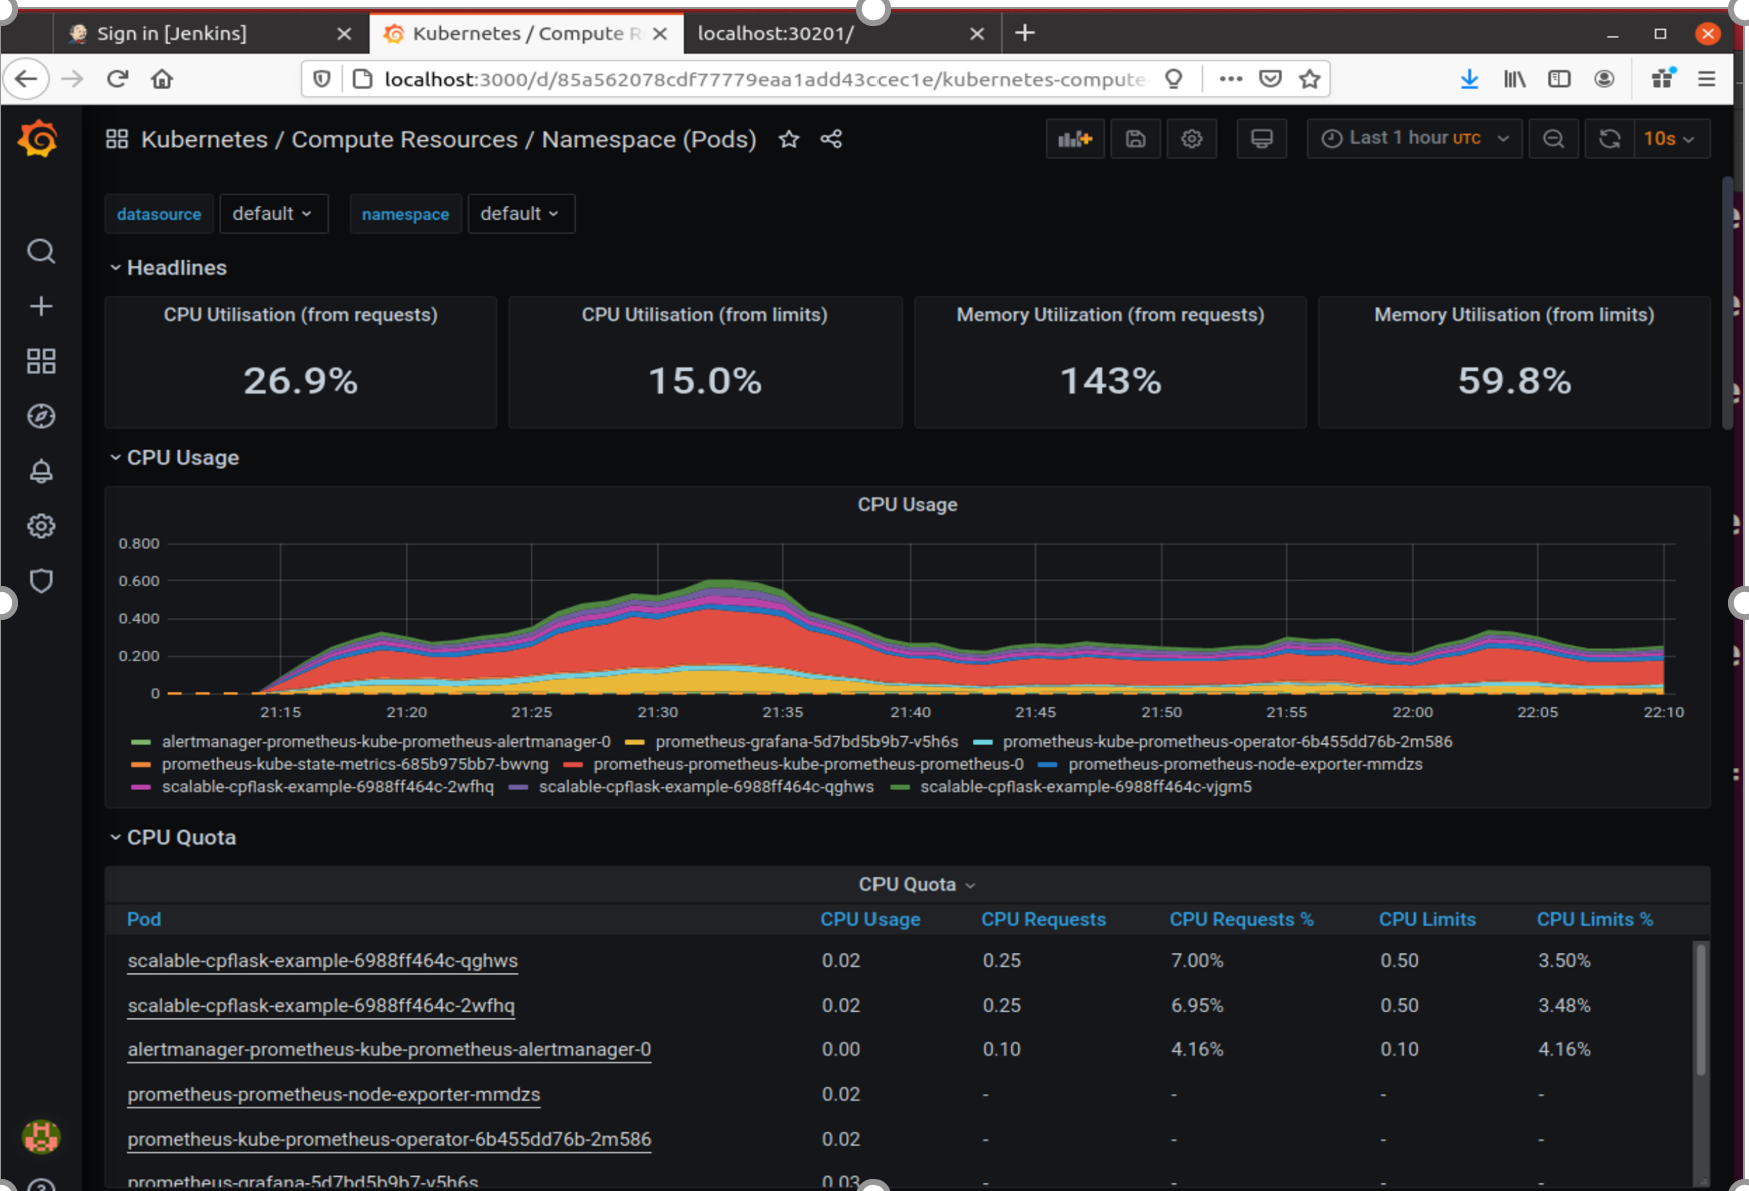 Sign in [Jenkins]
Kubernetes / Compute R
localhost:30201/
localhost:3000/d/85a562078cdf77779eaa1add43ccec1e/kubernetes-compute-
Kubernetes / Compute Resources / Namespace (Pods)
Last 1 hour UTC
10s
datasource default namespace default
Headlines
CPU Utilisation (from requests)
26.9%
CPU Utilisation (from limits)
15.0%
Memory Utilization (from requests)
143%
Memory Utilisation (from limits)
59.8%
CPU Usage
CPU Usage
0.800
0.600
0.400
0.200
0
21:15 21:20 21:25 21:30 21:35 21:40 21:45 21:50 21:55 22:00 22:05 22:10
alertmanager-prometheus-kube-prometheus-alertmanager-0 prometheus-grafana-5d7bd5b9b7-v5h6s prometheus-kube-prometheus-operator-6b455dd76b-2m586
prometheus-kube-state-metrics-685b975bb7-bwvng prometheus-prometheus-kube-prometheus-prometheus-0 prometheus-prometheus-node-exporter-mmdzs
scalable-cpflask-example-6988ff464c-2wfhq scalable-cpflask-example-6988ff464c-qghws scalable-cpflask-example-6988ff464c-vjgm5
CPU Quota
CPU Quota
Pod CPU Usage CPU Requests CPU Requests % CPU Limits CPU Limits %
scalable-cpflask-example-6988ff464c-qghws 0.02 0.25 7.00% 0.50 3.50%
scalable-cpflask-example-6988ff464c-2wfhq 0.02 0.25 6.95% 0.50 3.48%
alertmanager-prometheus-kube-prometheus-alertmanager-0 0.00 0.10 4.16% 0.10 4.16%
prometheus-prometheus-node-exporter-mmdzs 0.02 - - - -
prometheus-kube-prometheus-operator-6b455dd76b-2m586 0.02 - - - -
prometheus-grafana-5d7bd5b9b7-v5h6s 0.03 - - - -